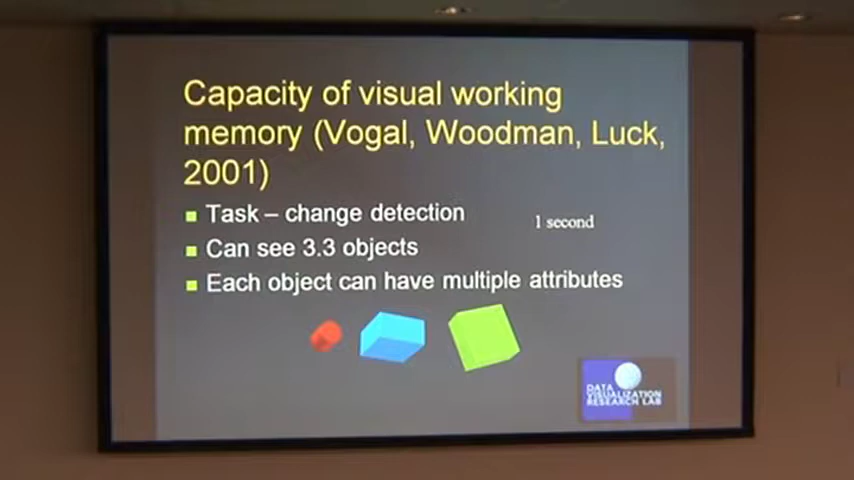 Capacity of visual working
memory (Vogal, Woodman, Luck,
2001)
Task – change detection
1 second
Can see 3.3 objects
Each object can have multiple attributes
DATA
VISUALIZATION
RESEARCH LAB